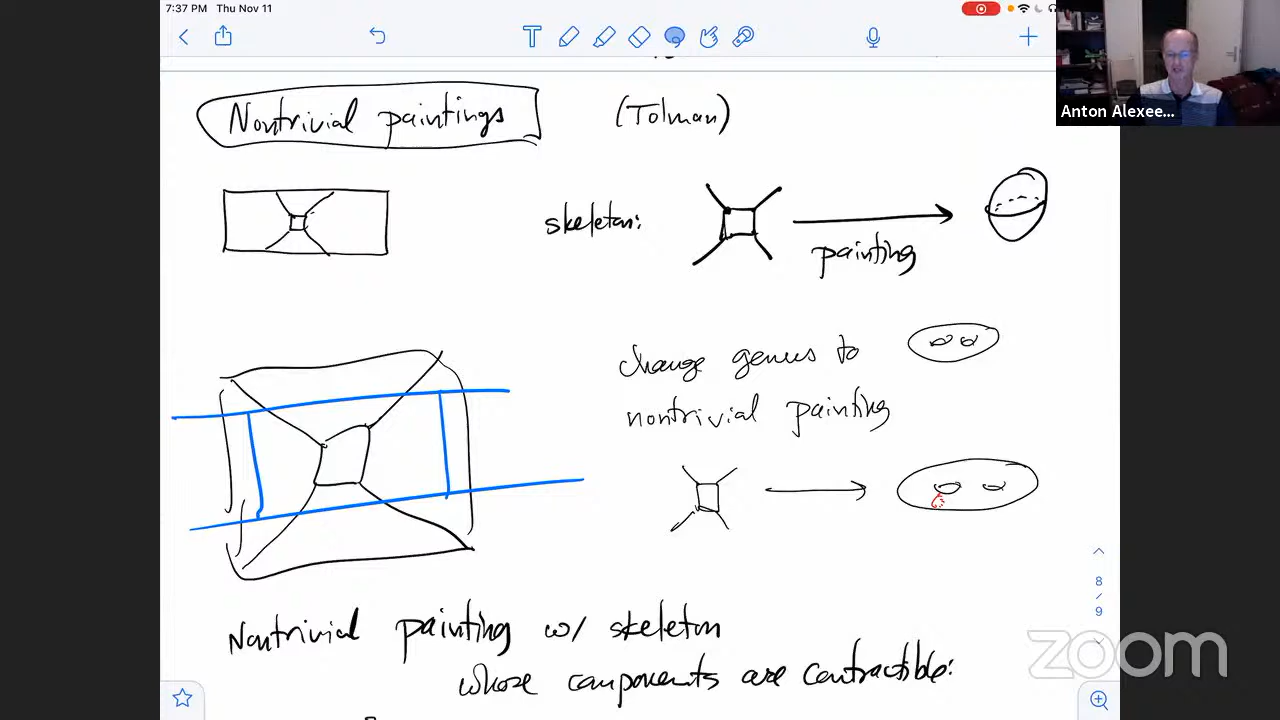 7:37 PM Thu Nov 11
Anton Alexee...
Nontrivial paintings (Tolman)
skeleton:
painting
change genus to
nontrivial painting
8
/
9
Nontrivial painting w/ skeleton
whose components are contractible:
zoom